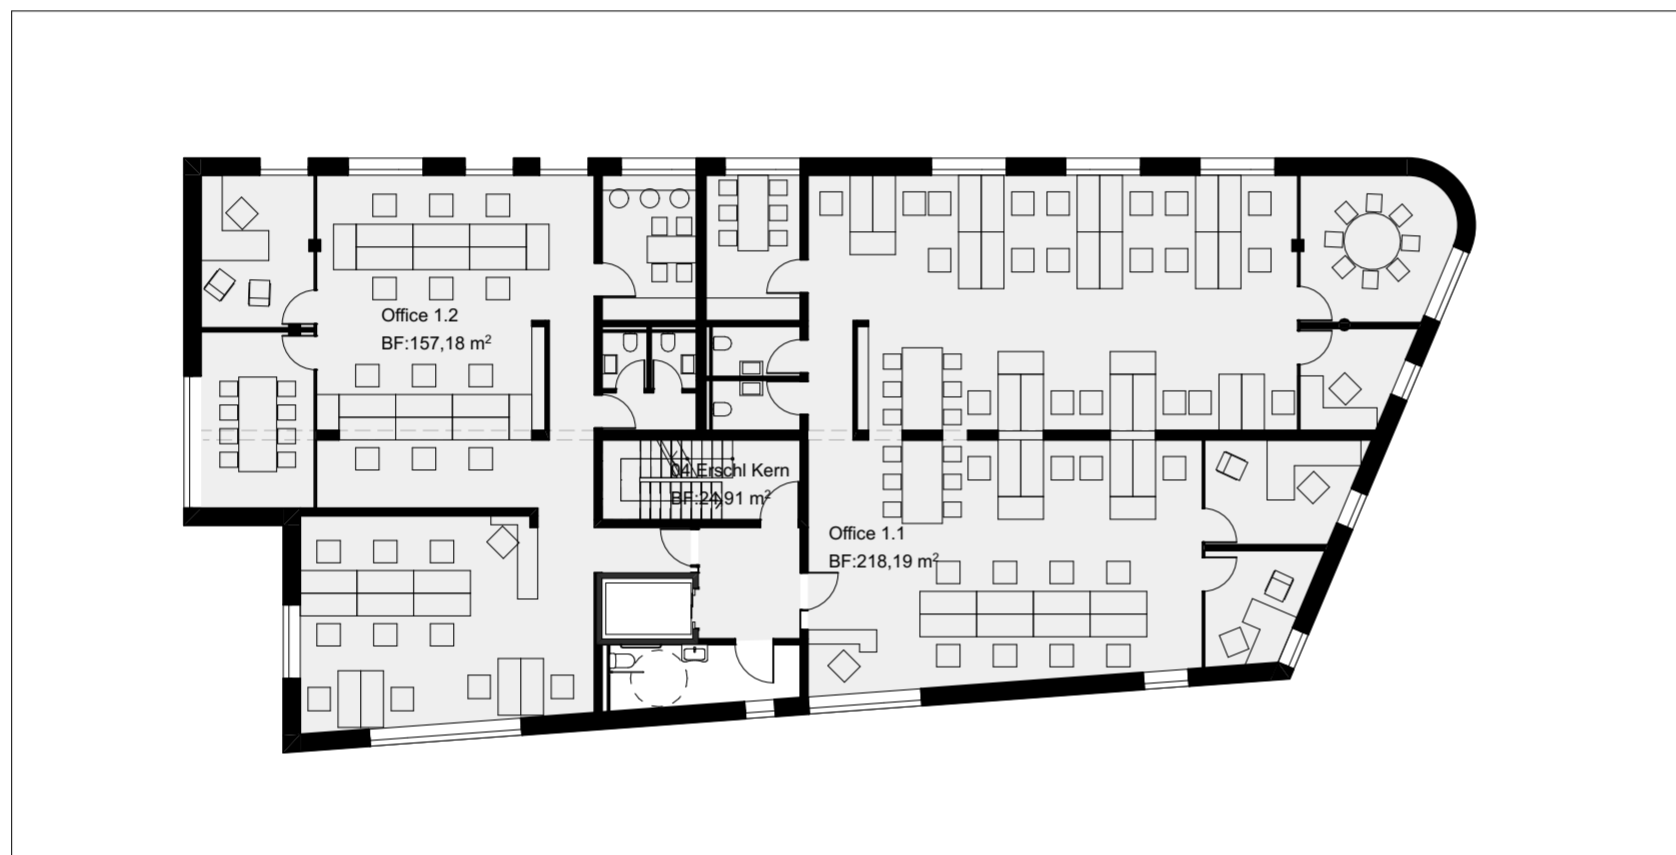 Office 1.2
BF:157,18 m²
04 Erschl Kern
BF:24,91 m²
Office 1.1
BF:218,19 m²